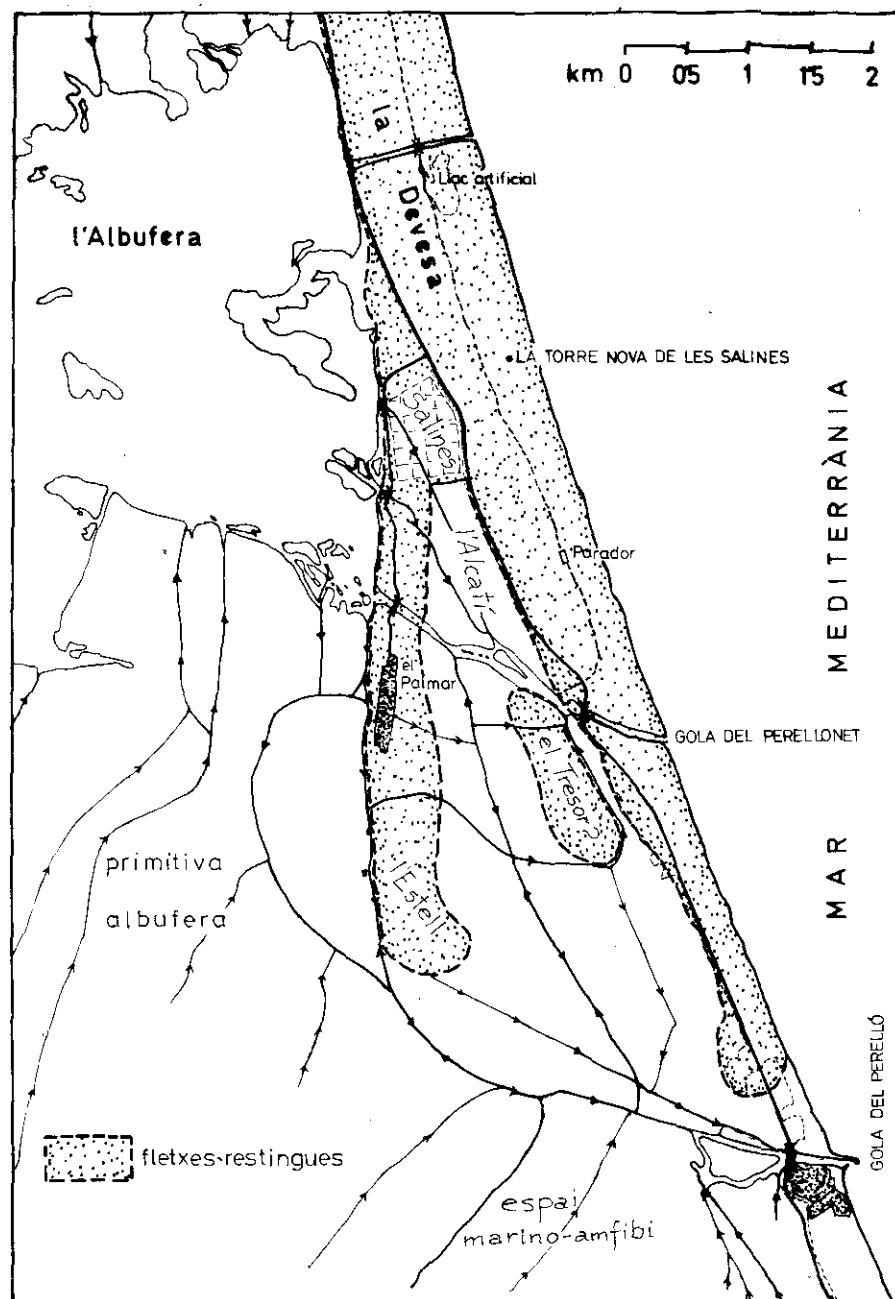 km 0 05 1 15 2
la
Devesa
Llac artificial
l'Albufera
LA TORRE NOVA DE LES SALINES
Salines
l'Alcatí
MEDITERRÀNIA
Parador
el
Palmar
GOLA DEL PERELLONET
el Tresor
primitiva
albufera
l'Estell
MAR
GOLA DEL PERELLÓ
fletxes-restingues
espai
marino-amfibi